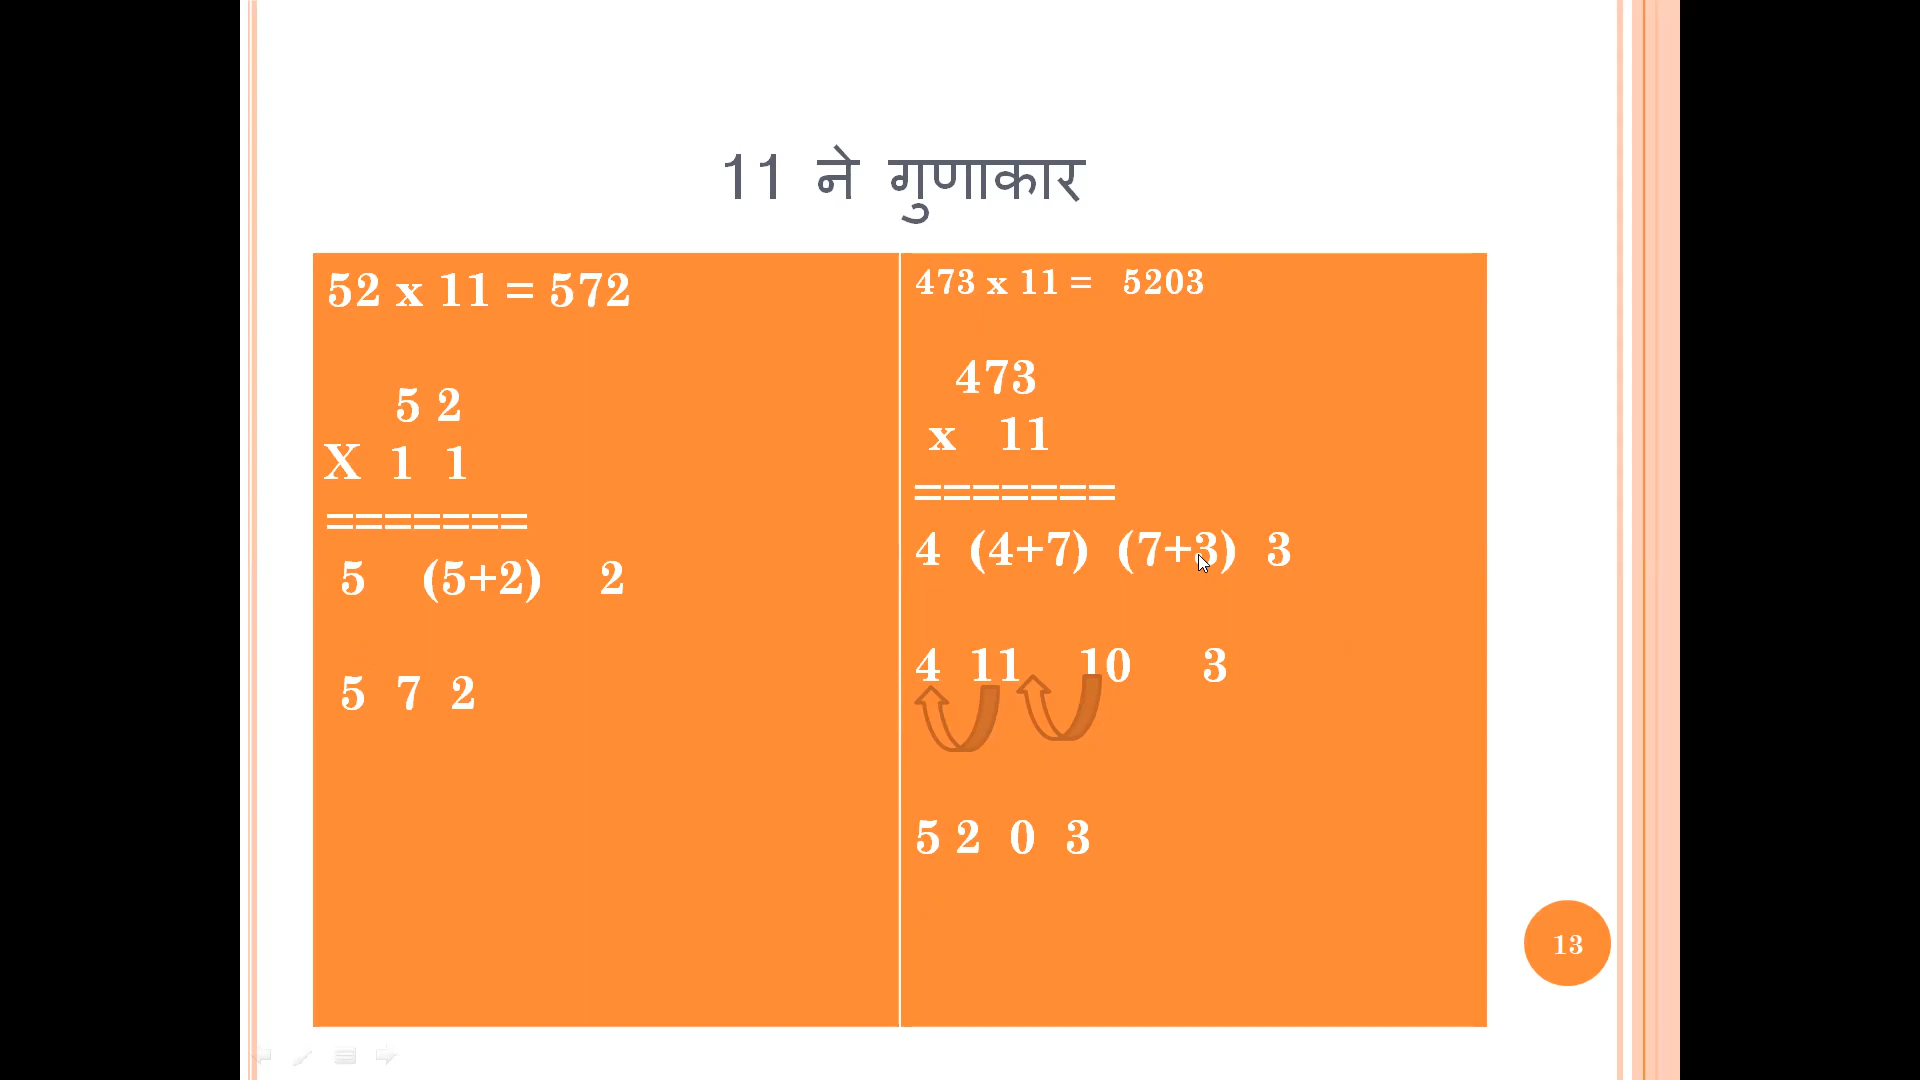 11 ने गुणाकार
52 x 11 = 572
5 2
X 1 1
=======
5 (5+2) 2
5 7 2
473 x 11 = 5203
473
x 11
=======
4 (4+7) (7+3) 3
4 11 10 3
5 2 0 3
13